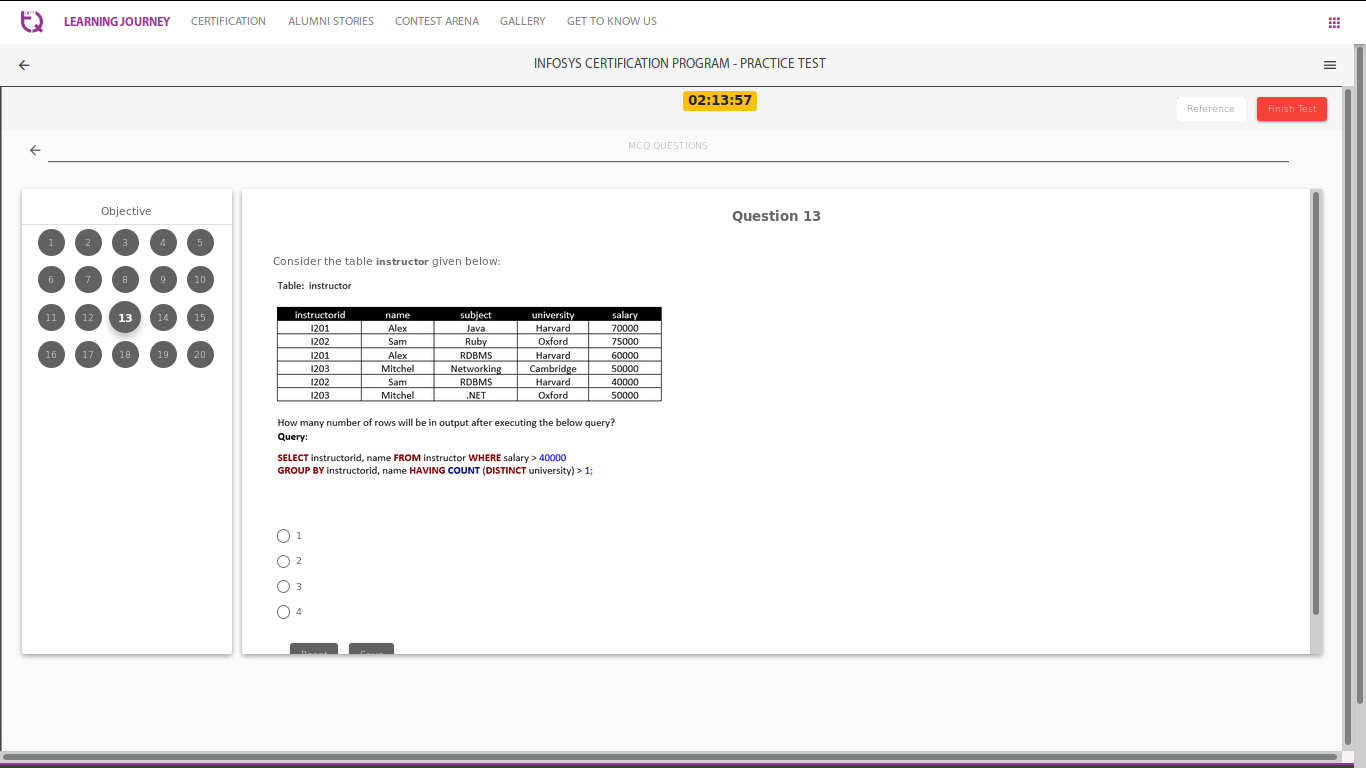 LEARNING JOURNEY CERTIFICATION ALUMNI STORIES CONTEST ARENA GALLERY GET TO KNOW US
INFOSYS CERTIFICATION PROGRAM - PRACTICE TEST
02:13:57
Reference Finish Test
MCQ QUESTIONS
Objective
1 2 3 4 5
6 7 8 9 10
11 12 13 14 15
16 17 18 19 20
Question 13
Consider the table instructor given below:
Table: instructor
instructorid name subject university salary
I201 Alex Java Harvard 70000
I202 Sam Ruby Oxford 75000
I201 Alex RDBMS Harvard 60000
I203 Mitchel Networking Cambridge 50000
I202 Sam RDBMS Harvard 40000
I203 Mitchel .NET Oxford 50000
How many number of rows will be in output after executing the below query?
Query:
SELECT instructorid, name FROM instructor WHERE salary > 40000
GROUP BY instructorid, name HAVING COUNT (DISTINCT university) > 1;
1
2
3
4